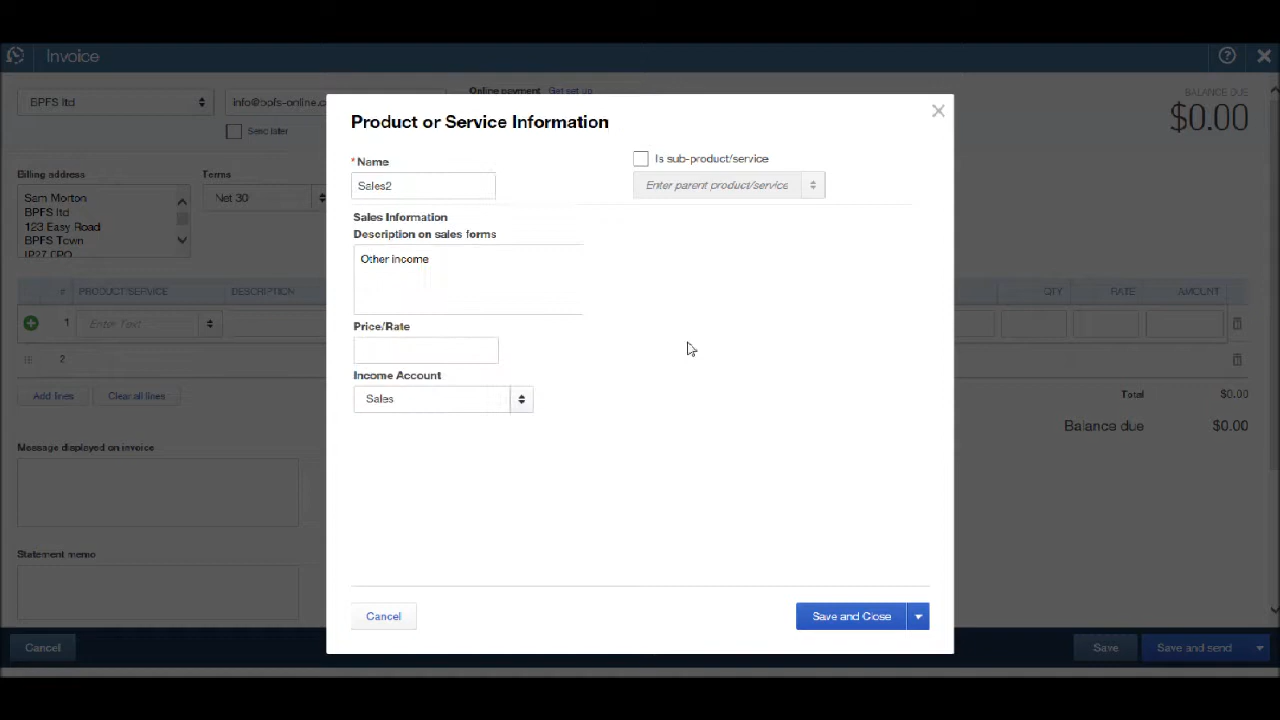 Invoice
BPFS ltd
Send later
Online payment Get set up
BALANCE DUE
$0.00
Billing address
Sam Morton
BPFS ltd
123 Easy Road
BPFS Town
Terms
Net 30
# PRODUCT/SERVICE DESCRIPTION QTY RATE AMOUNT
1 Enter Text
2
Add lines Clear all lines
Total $0.00
Balance due $0.00
Message displayed on invoice
Statement memo
Cancel Save Save and send
Product or Service Information
*Name
Sales2
Is sub-product/service
Enter parent product/service
Sales Information
Description on sales forms
Other income
Price/Rate
Income Account
Sales
Cancel Save and Close